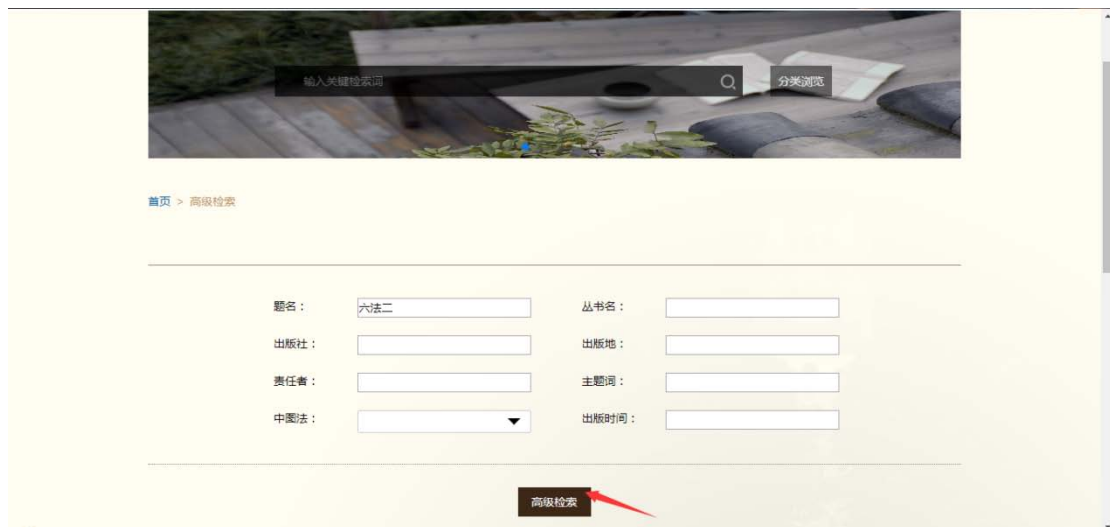 输入关键检索词 分类浏览
首页 > 高级检索
题名： 六法二 丛书名：
出版社： 出版地：
责任者： 主题词：
中图法： 出版时间：
高级检索